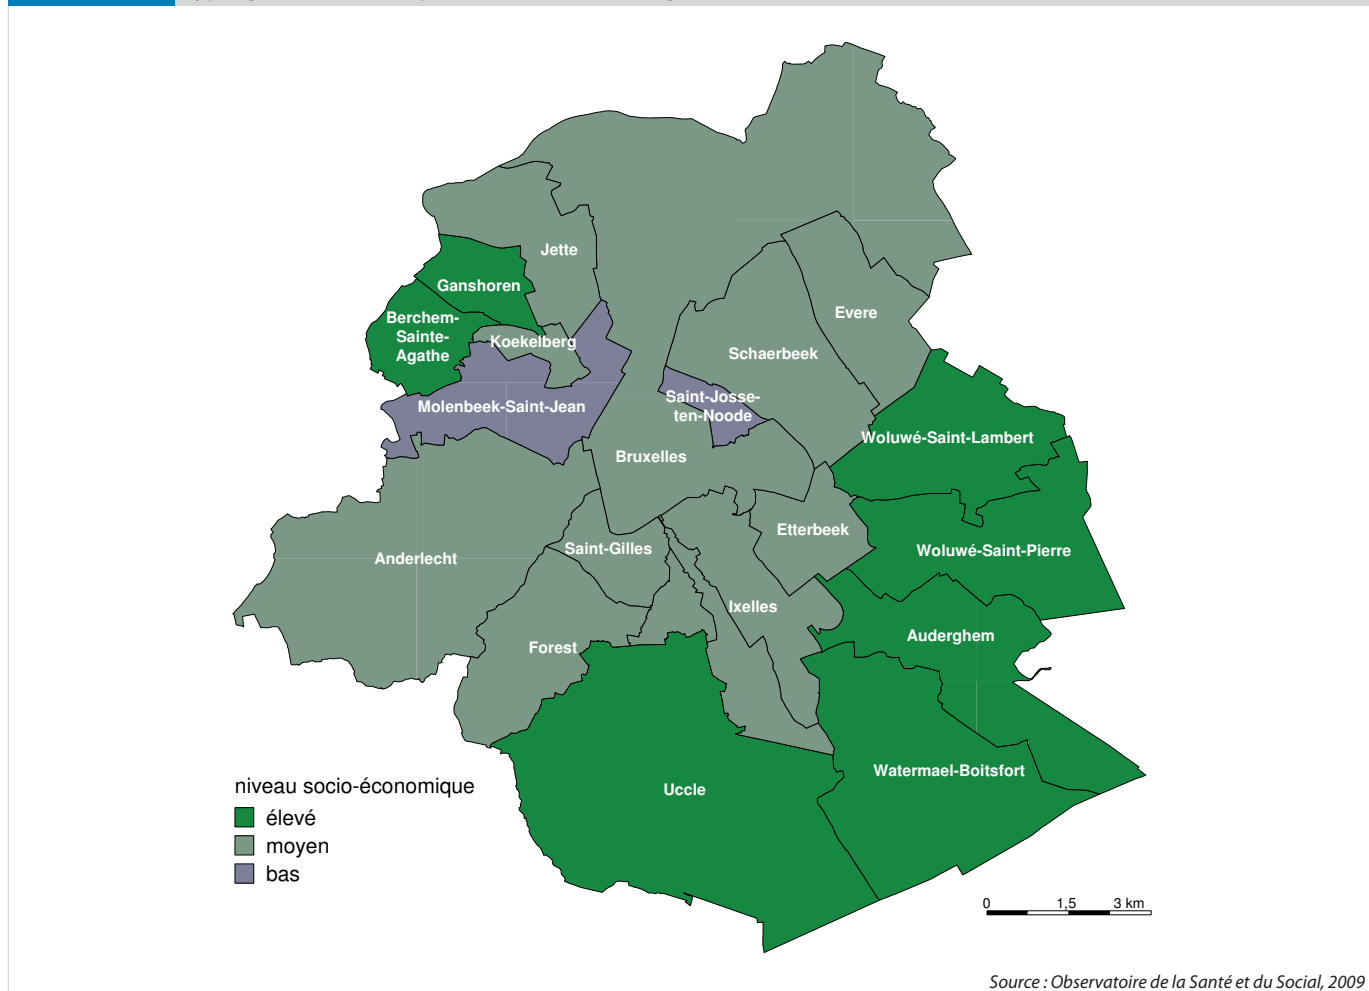 Jette
Ganshoren
Berchem-
Sainte-
Agathe
Koekelberg
Evere
Schaerbeek
Saint-Josse-
ten-Noode
Molenbeek-Saint-Jean
Woluwé-Saint-Lambert
Bruxelles
Etterbeek
Saint-Gilles
Anderlecht
Woluwé-Saint-Pierre
Ixelles
Auderghem
Forest
Watermael-Boitsfort
Uccle
niveau socio-économique
élevé
moyen
bas
0 1,5 3 km
Source : Observatoire de la Santé et du Social, 2009